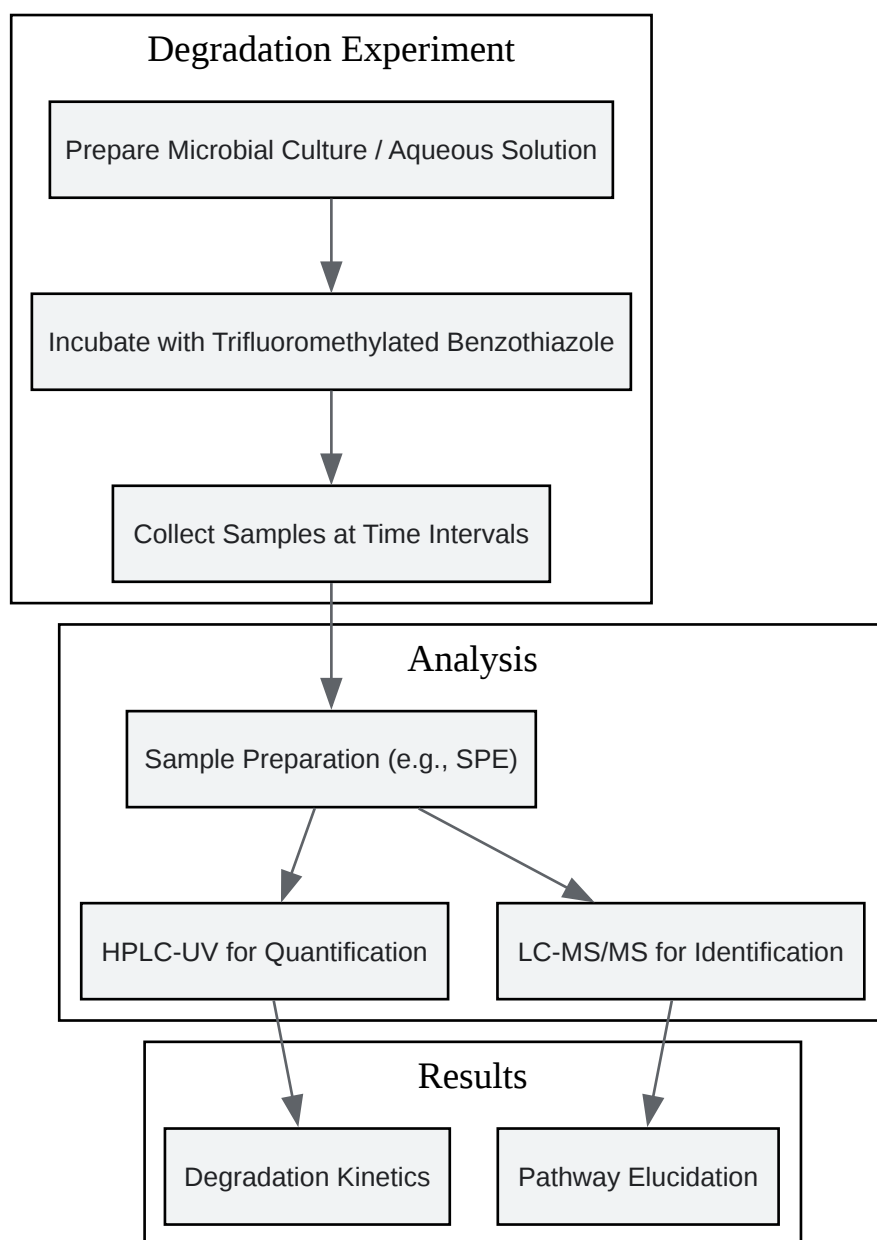 Degradation Experiment
Prepare Microbial Culture / Aqueous Solution
Incubate with Trifluoromethylated Benzothiazole
Collect Samples at Time Intervals
Analysis
Sample Preparation (e.g., SPE)
HPLC-UV for Quantification
LC-MS/MS for Identification
Results
Degradation Kinetics
Pathway Elucidation